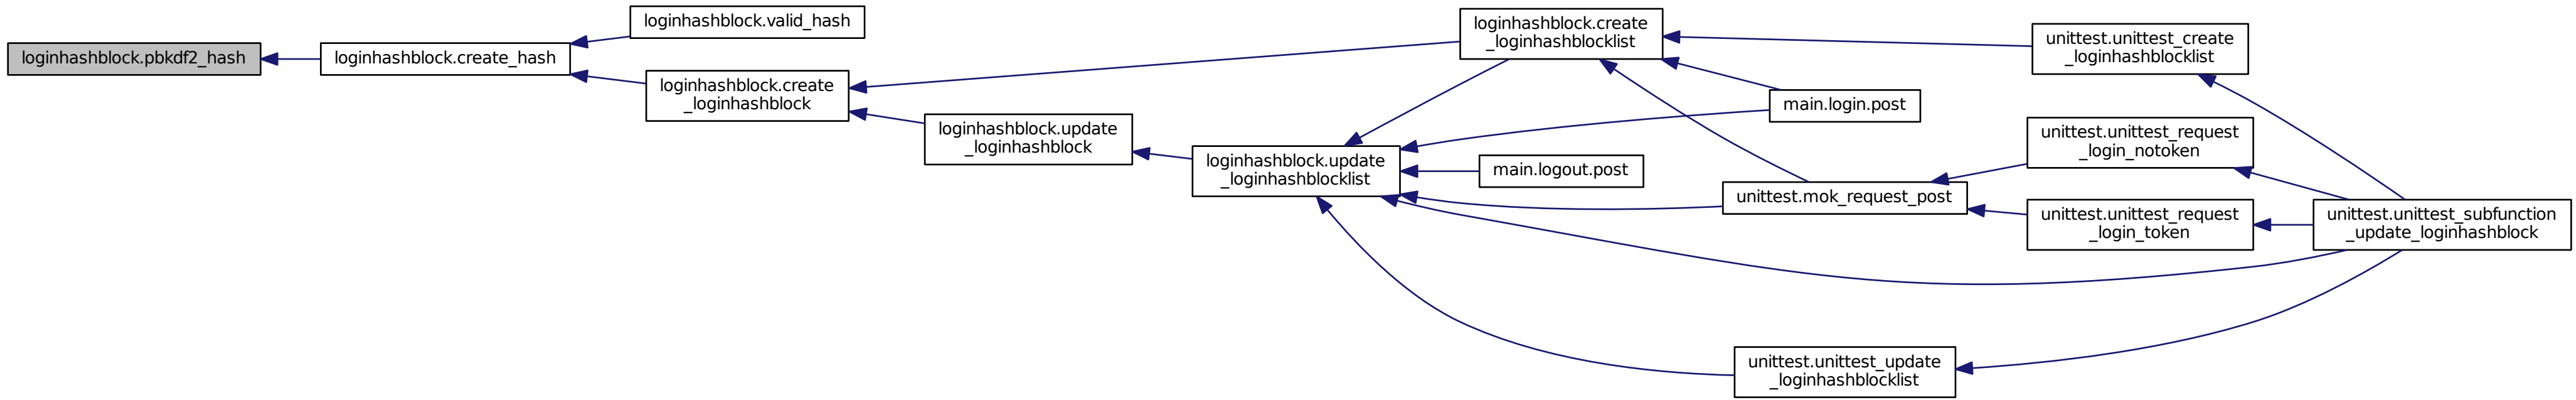 loginhashblock.pbkdf2_hash
loginhashblock.create_hash
loginhashblock.valid_hash
loginhashblock.create
_loginhashblock
loginhashblock.update
_loginhashblock
loginhashblock.update
_loginhashblocklist
loginhashblock.create
_loginhashblocklist
main.login.post
main.logout.post
unittest.mok_request_post
unittest.unittest_update
_loginhashblocklist
unittest.unittest_create
_loginhashblocklist
unittest.unittest_request
_login_notoken
unittest.unittest_request
_login_token
unittest.unittest_subfunction
_update_loginhashblock